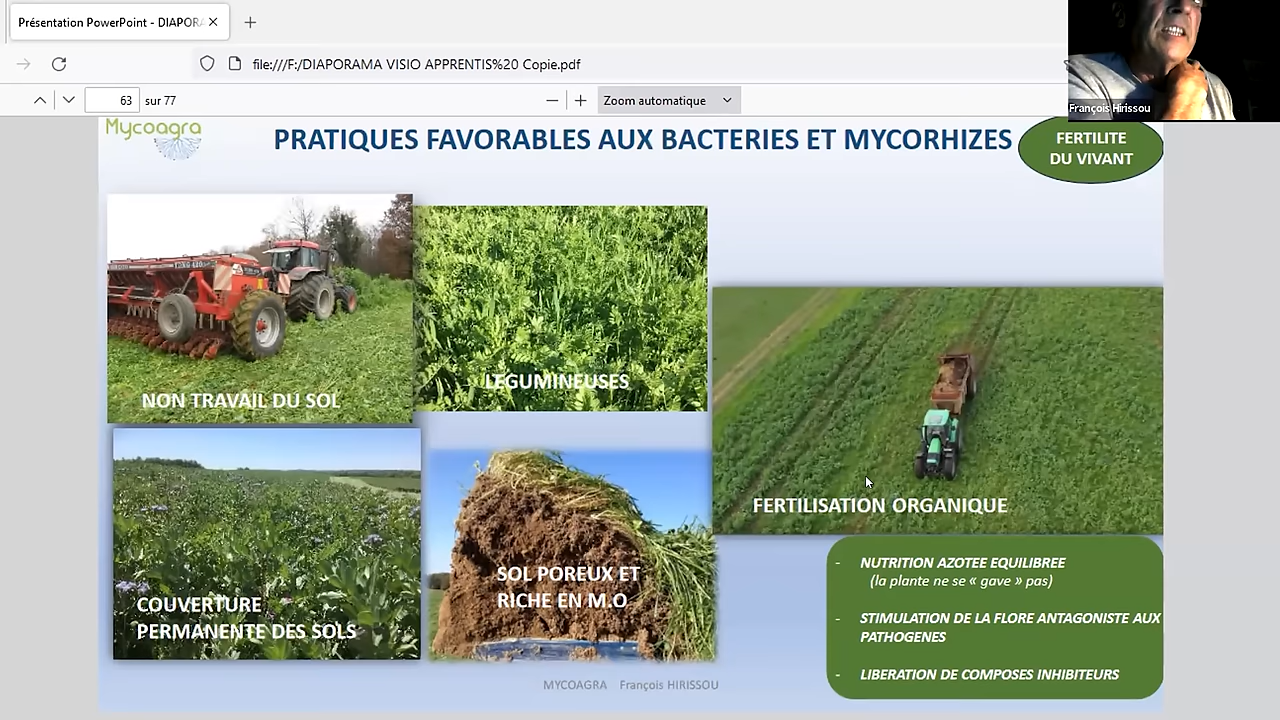 Présentation PowerPoint - DIAPOR
file:///F:/DIAPORAMA VISIO APPRENTIS%20 Copie.pdf
François Hirissou
63 sur 77
Zoom automatique
Mycoagra
PRATIQUES FAVORABLES AUX BACTERIES ET MYCORHIZES
FERTILITE
DU VIVANT
NON TRAVAIL DU SOL
LEGUMINEUSES
FERTILISATION ORGANIQUE
COUVERTURE
PERMANENTE DES SOLS
SOL POREUX ET
RICHE EN M.O
- NUTRITION AZOTEE EQUILIBREE
(la plante ne se « gave » pas)
- STIMULATION DE LA FLORE ANTAGONISTE AUX
PATHOGENES
- LIBERATION DE COMPOSES INHIBITEURS
MYCOAGRA François HIRISSOU